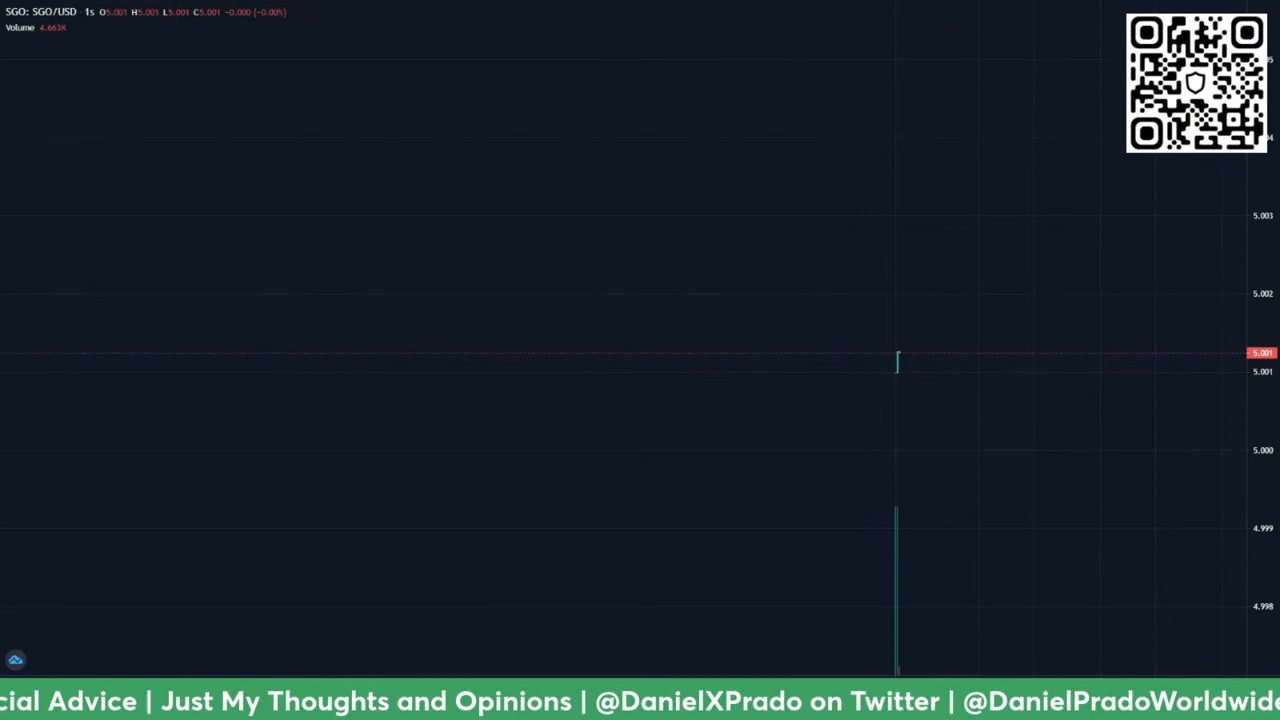 SGO: SGO/USD · 1s O5.001 H5.001 L5.001 C5.001 −0.000 (−0.00%)
Volume 4.663K
5.003
5.002
5.001
5.001
5.000
4.999
4.998
cial Advice | Just My Thoughts and Opinions | @DanielXPrado on Twitter | @DanielPradoWorldwide